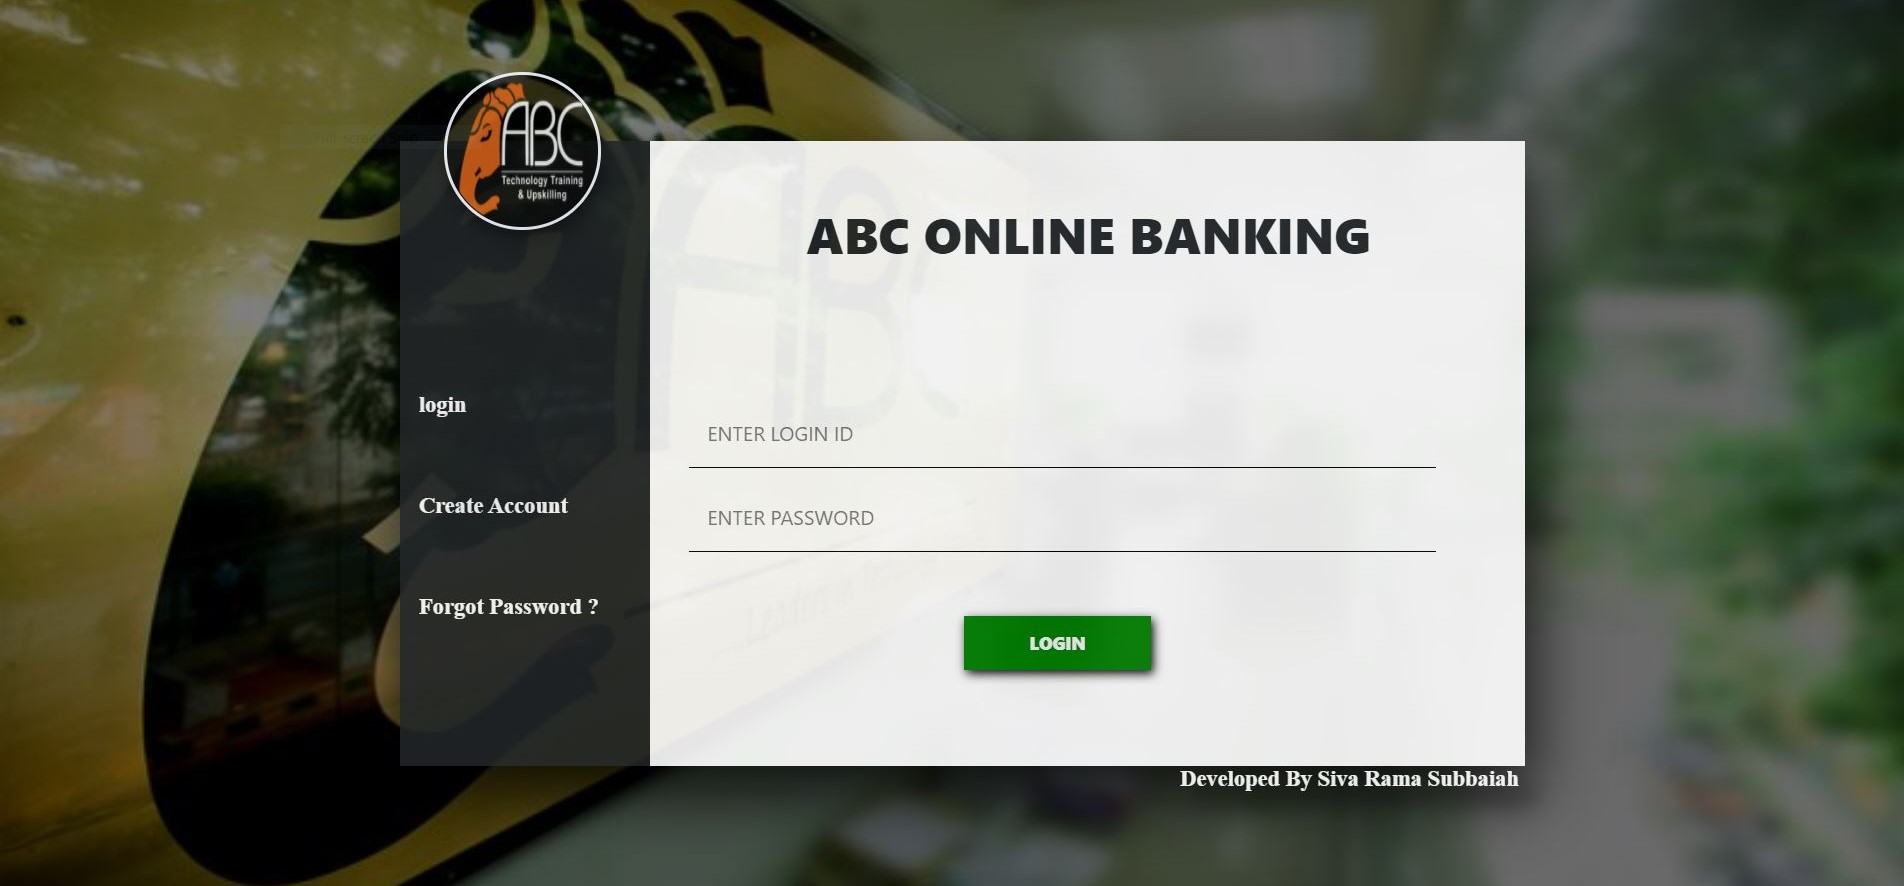 ABC
Technology Training
& Upskilling
ABC ONLINE BANKING
login
Create Account
Forgot Password ?
ENTER LOGIN ID
ENTER PASSWORD
LOGIN
Developed By Siva Rama Subbaiah